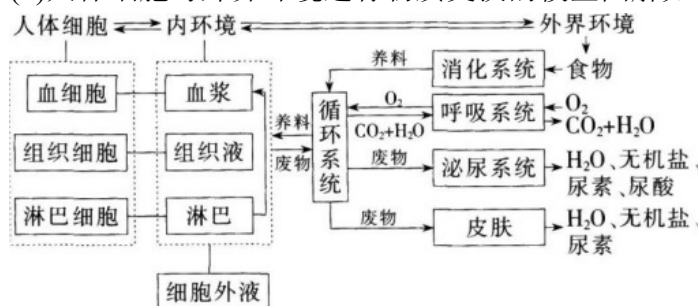 人体细胞 内环境 外界环境
养料 消化系统 食物
血细胞 血浆
循环系统
O₂ 呼吸系统 O₂
CO₂+H₂O CO₂+H₂O
养料
组织细胞 组织液
废物
废物 泌尿系统 H₂O、无机盐、
尿素、尿酸
淋巴细胞 淋巴
废物 皮肤 H₂O、无机盐、
尿素
细胞外液